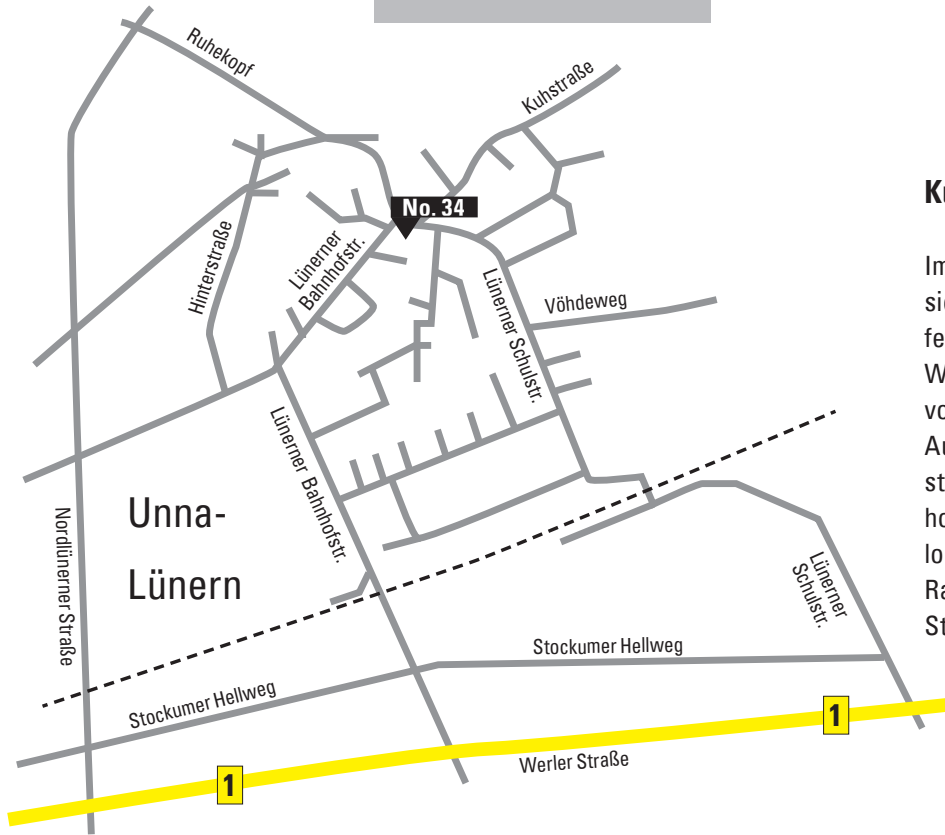 Ruhekopf
Kuhstraße
No. 34
Lünerner
Bahnhofstr.
Hinterstraße
Lünerner Schulstr.
Vöhdeweg
Lünerner Bahnhofstr.
Unna-
Lünern
Nordlünerner Straße
Lünerner
Schulstr.
Stockumer Hellweg
Stockumer Hellweg
1
Werler Straße
1
Im